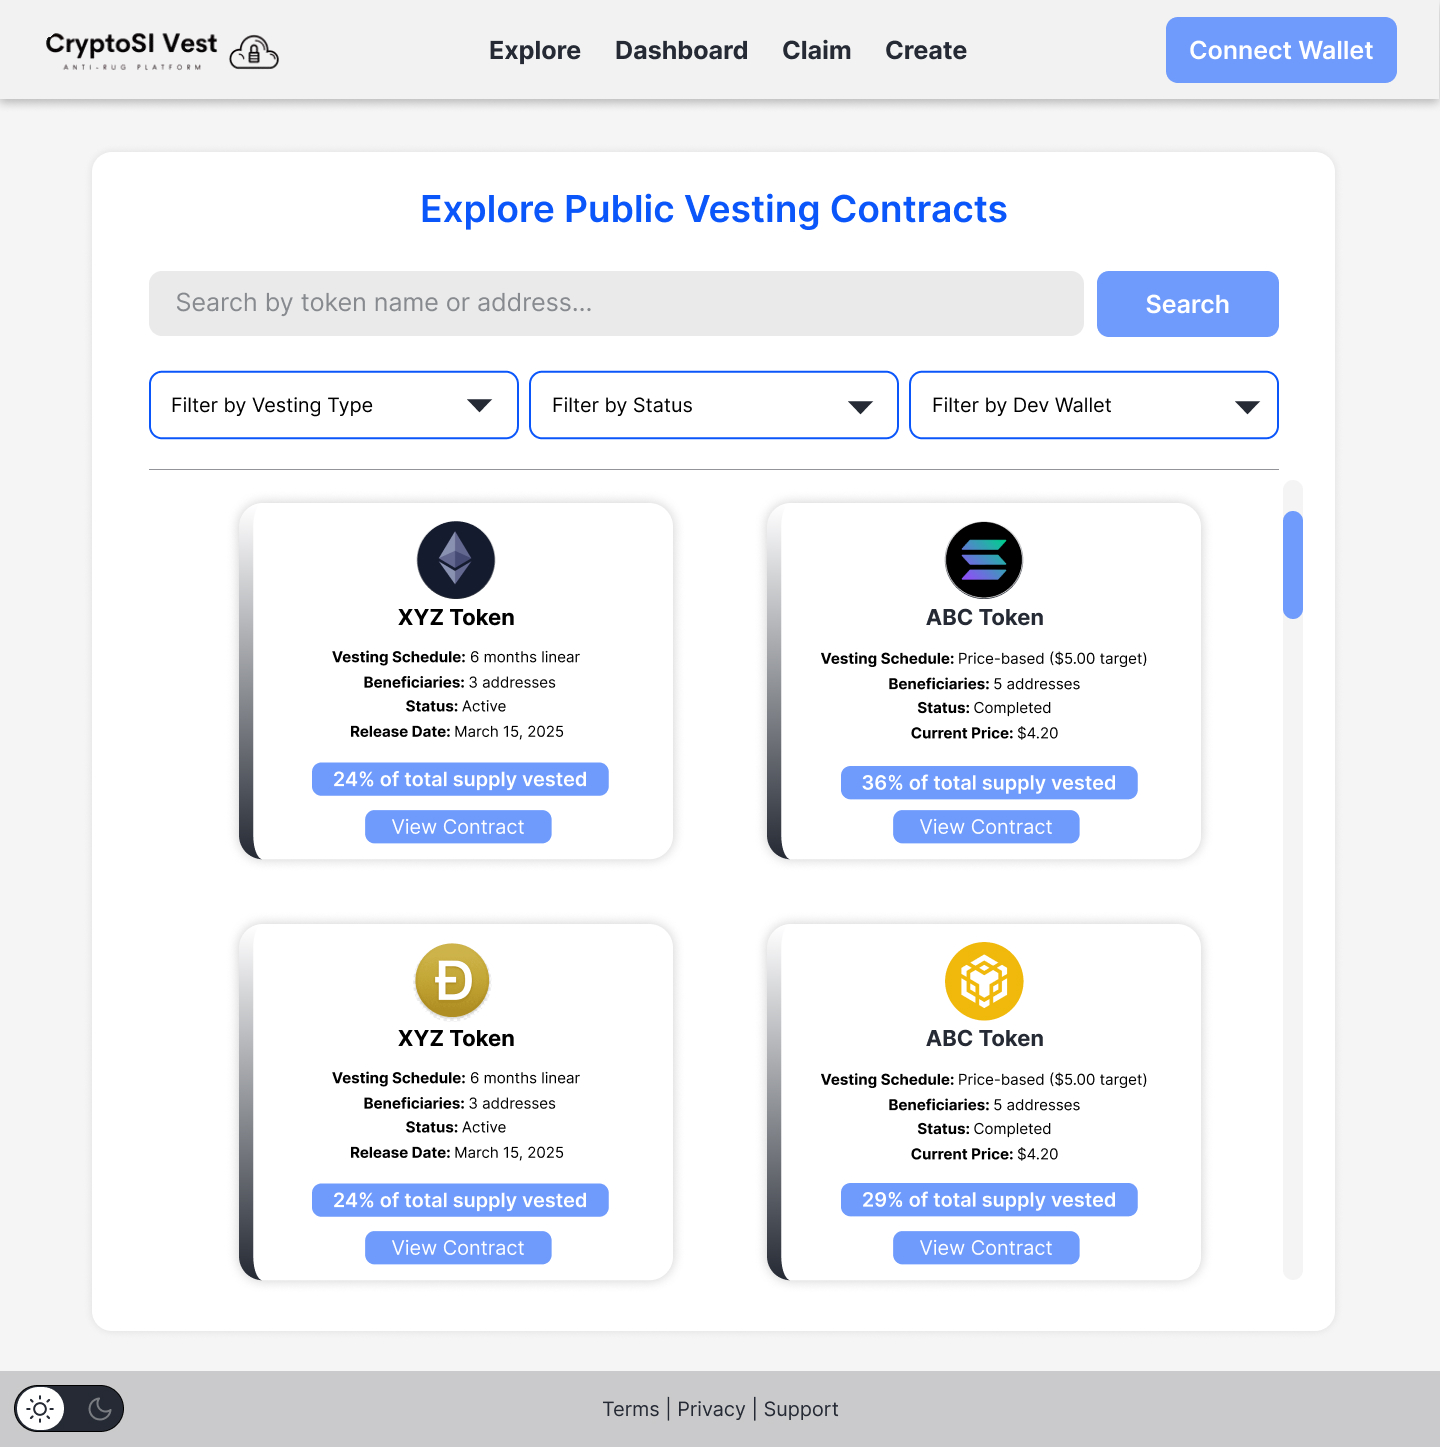 CryptoSI Vest
ANTI-RUG PLATFORM
Explore Dashboard Claim Create
Connect Wallet
Explore Public Vesting Contracts
Search by token name or address...
Search
Filter by Vesting Type
Filter by Status
Filter by Dev Wallet
XYZ Token
Vesting Schedule: 6 months linear
Beneficiaries: 3 addresses
Status: Active
Release Date: March 15, 2025
24% of total supply vested
View Contract
ABC Token
Vesting Schedule: Price-based ($5.00 target)
Beneficiaries: 5 addresses
Status: Completed
Current Price: $4.20
36% of total supply vested
View Contract
XYZ Token
Vesting Schedule: 6 months linear
Beneficiaries: 3 addresses
Status: Active
Release Date: March 15, 2025
24% of total supply vested
View Contract
ABC Token
Vesting Schedule: Price-based ($5.00 target)
Beneficiaries: 5 addresses
Status: Completed
Current Price: $4.20
29% of total supply vested
View Contract
Terms | Privacy | Support